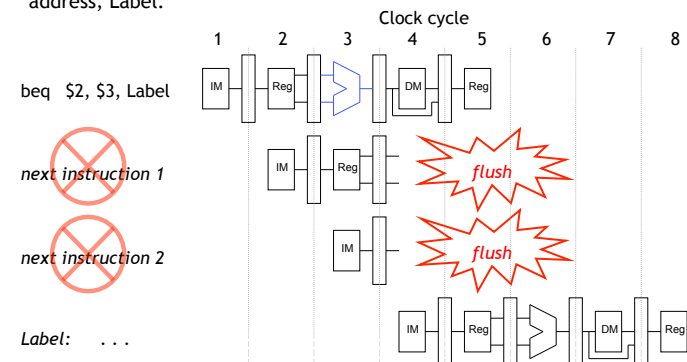 address, Label.
Clock cycle
1 2 3 4 5 6 7 8
beq $2, $3, Label IM Reg DM Reg
next instruction 1 IM Reg flush
next instruction 2 IM flush
Label: . . . IM Reg DM Reg